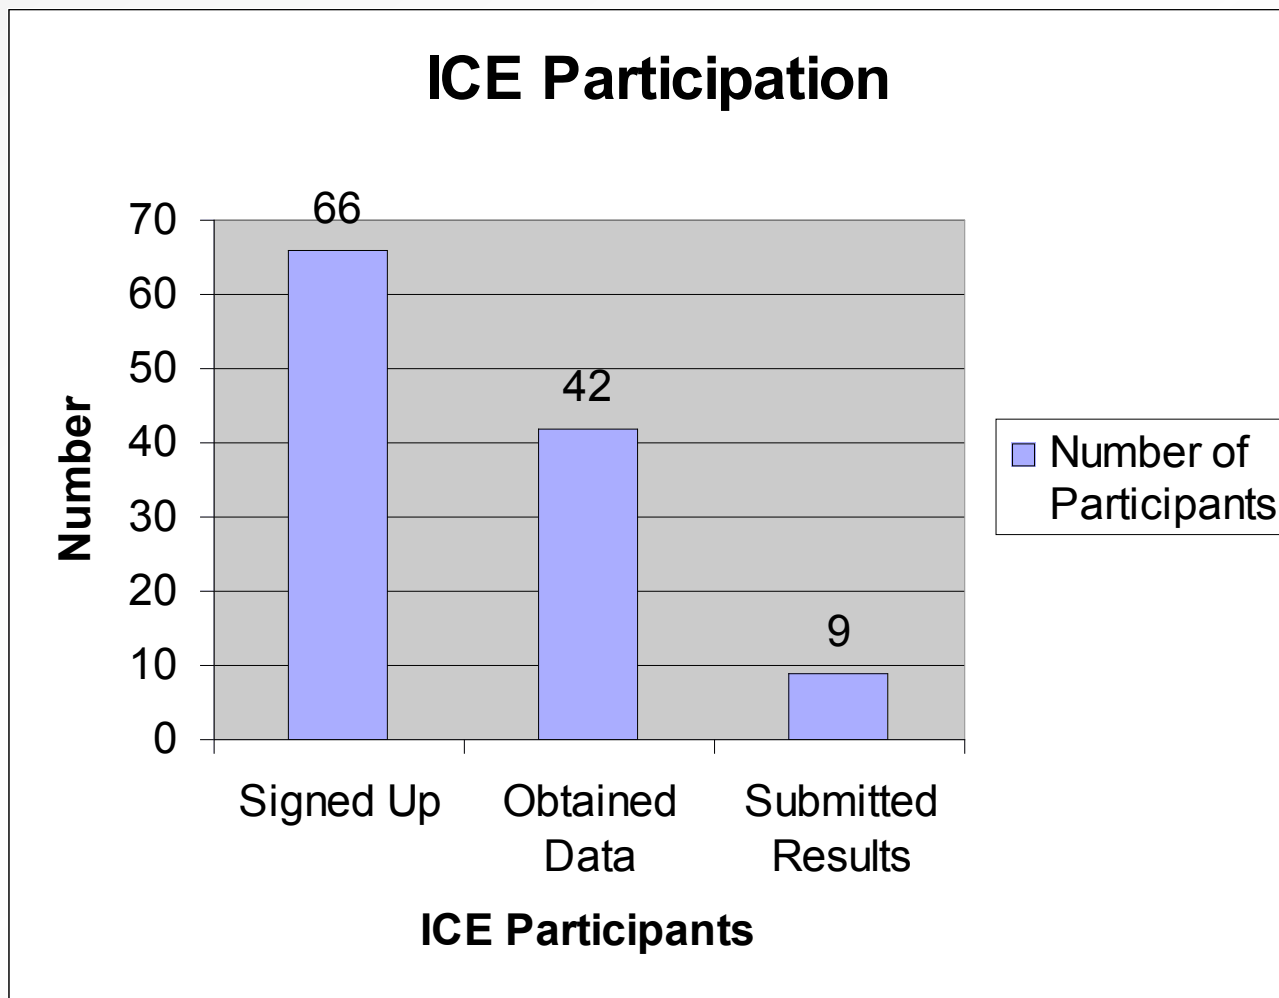 ICE Participation
66
70
60
50
42
40
30
20
9
10
0
Number
Number of
Participants
Signed Up
Obtained
Data
Submitted
Results
ICE Participants